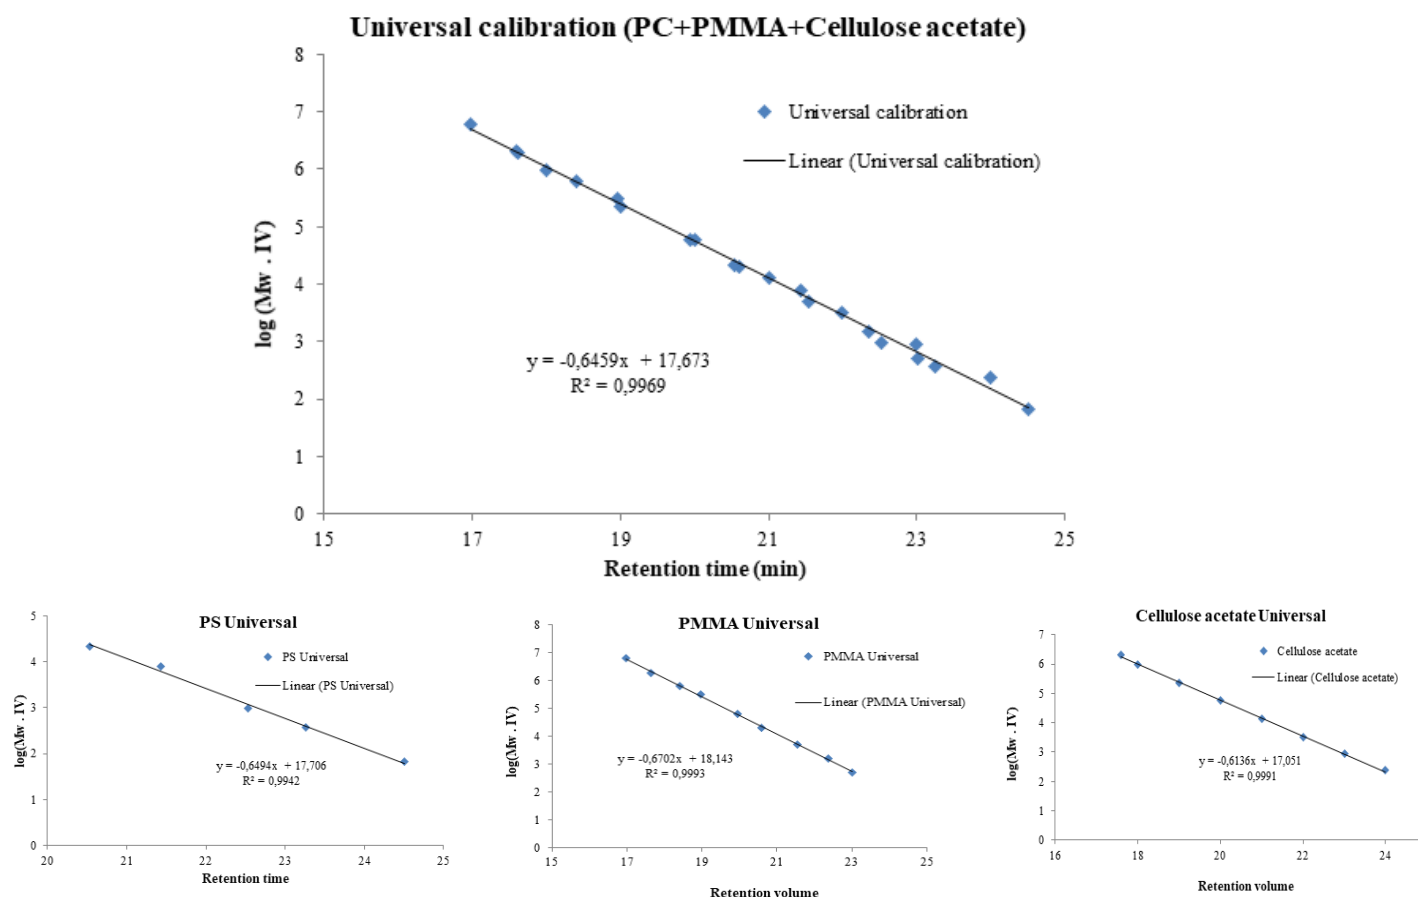 Universal calibration (PC+PMMA+Cellulose acetate)
8
7
6
5
4
3
2
1
0
log (Mw . IV)
Universal calibration
Linear (Universal calibration)
y = -0,6459x + 17,673
R² = 0,9969
15 17 19 21 23 25
Retention time (min)
PS Universal
5
4
3
2
1
0
log(Mw . IV)
PS Universal
Linear (PS Universal)
y = -0,6494x + 17,706
R² = 0,9942
20 21 22 23 24 25
Retention time
PMMA Universal
8
7
6
5
4
3
2
1
0
log(Mw . IV)
PMMA Universal
Linear (PMMA Universal)
y = -0,6702x + 18,143
R² = 0,9993
15 17 19 21 23 25
Retention volume
Cellulose acetate Universal
7
6
5
4
3
2
1
0
log(Mw . IV)
Cellulose acetate
Linear (Cellulose acetate)
y = -0,6136x + 17,051
R² = 0,9991
16 18 20 22 24
Retention volume